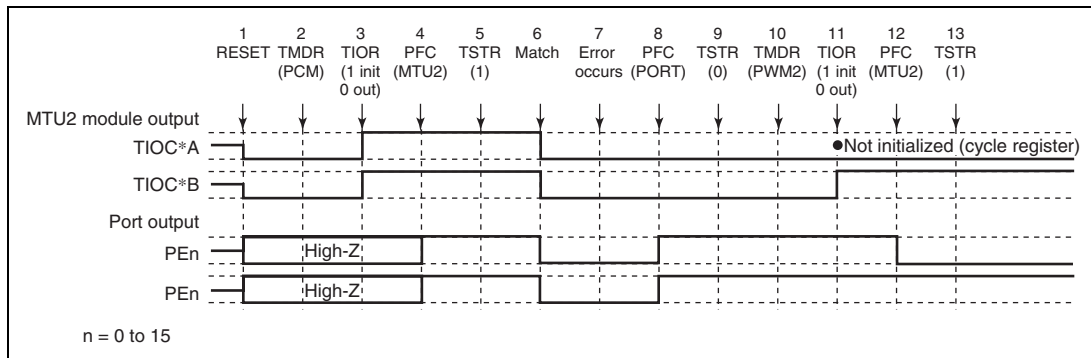 1 2 3 4 5 6 7 8 9 10 11 12 13
RESET TMDR TIOR PFC TSTR Match Error PFC TSTR TMDR TIOR PFC TSTR
(PCM) (1 init (MTU2) (1) occurs (PORT) (0) (PWM2) (1 init (MTU2) (1)
0 out) 0 out)
MTU2 module output
TIOC*A ●Not initialized (cycle register)
TIOC*B
Port output
PEn High-Z
PEn High-Z
n = 0 to 15